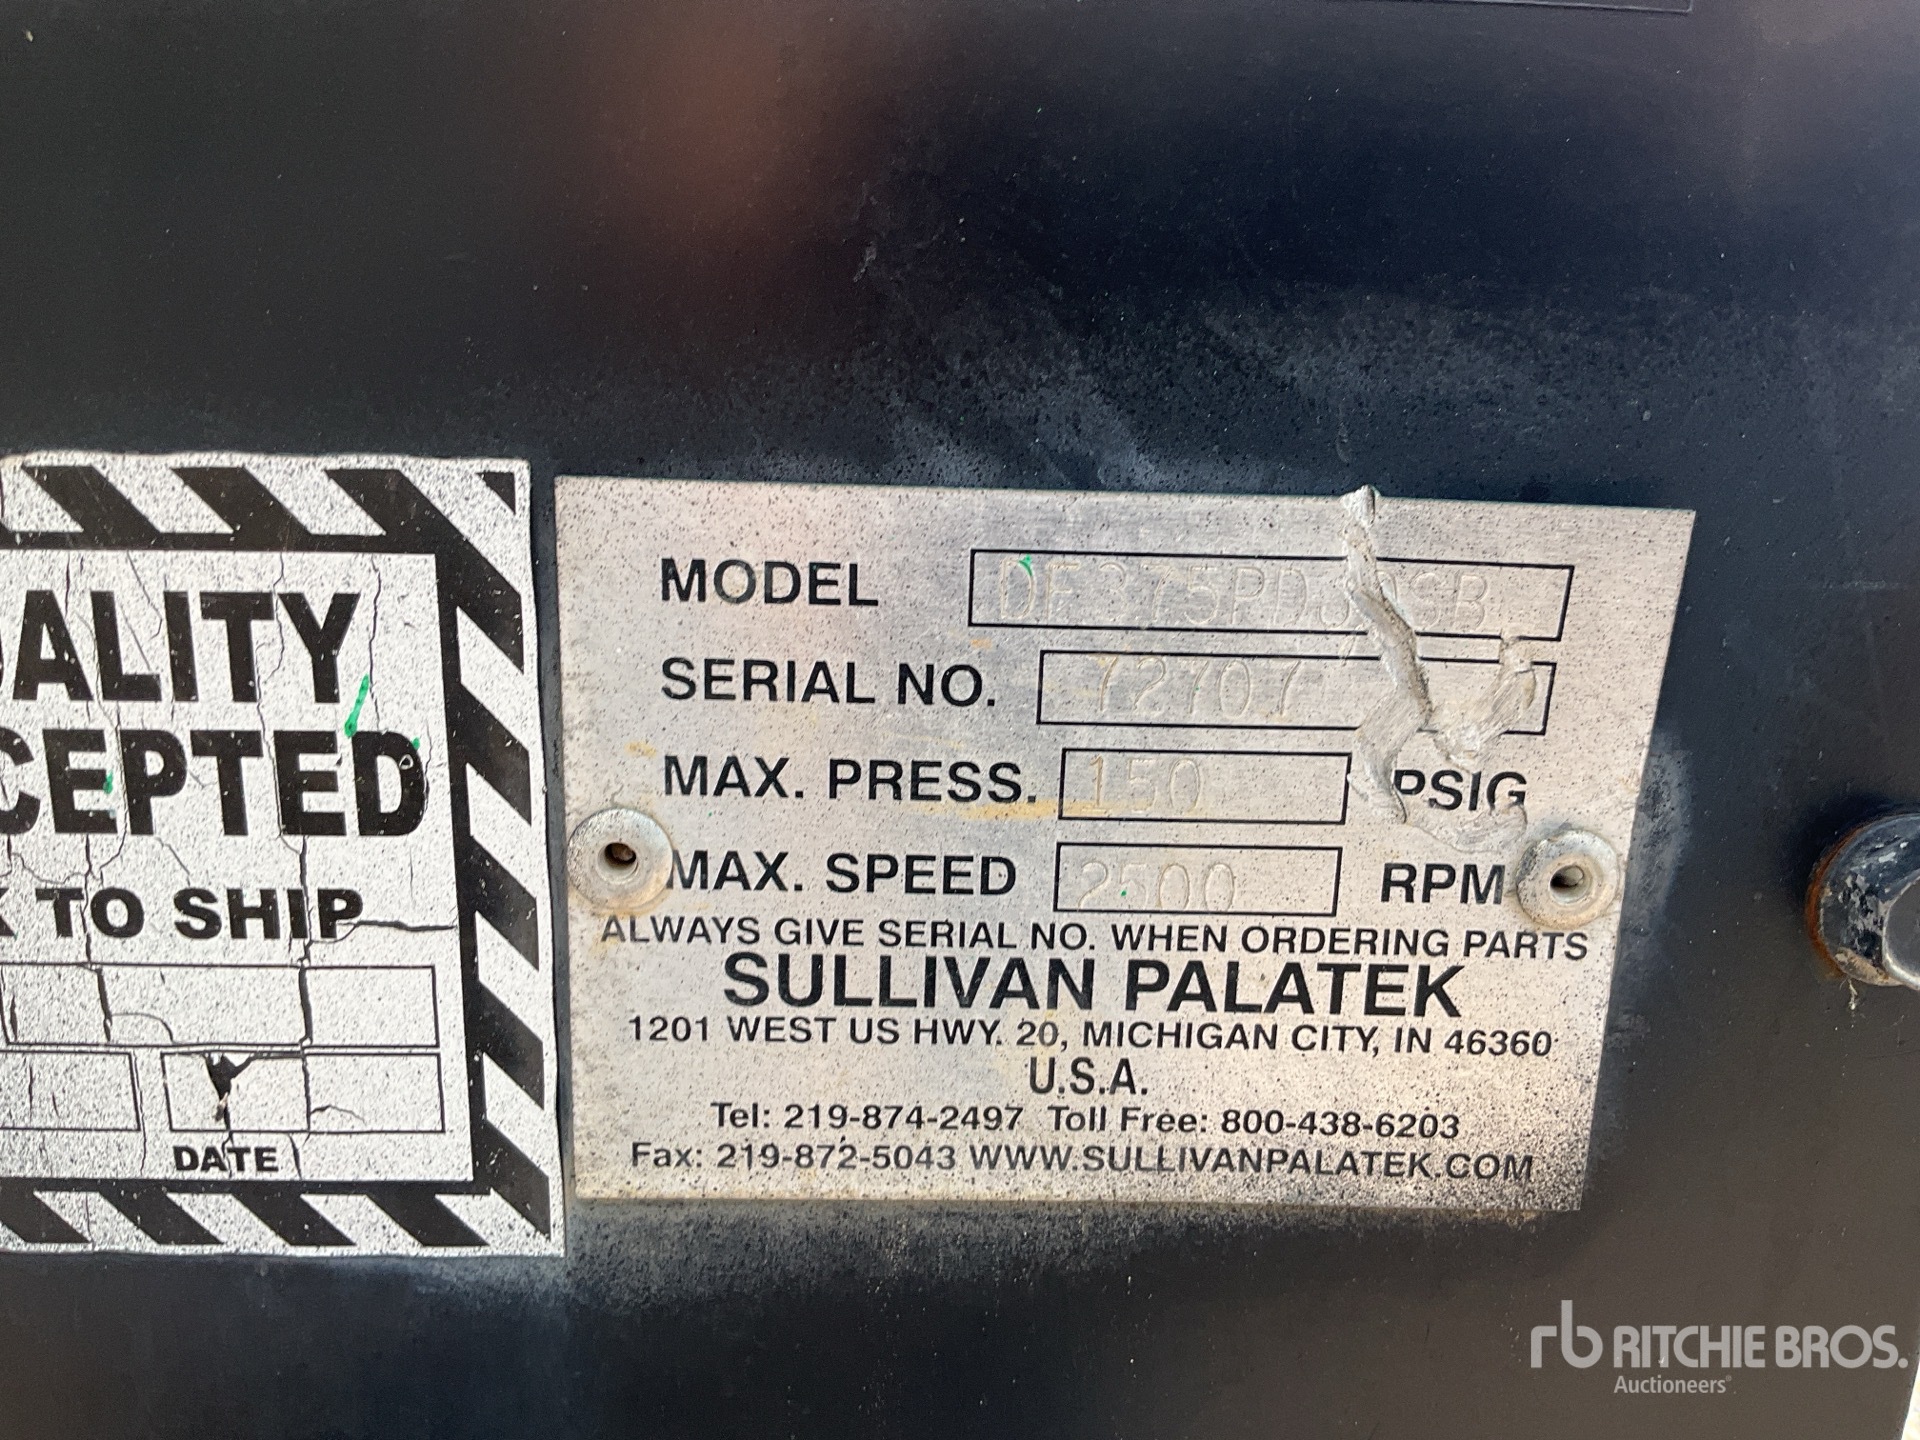 ALITY
CEPTED
TO SHIP
DATE
MODEL
SERIAL NO. 72707
MAX. PRESS. 150 PSIG
MAX. SPEED 2500 RPM
ALWAYS GIVE SERIAL NO. WHEN ORDERING PARTS
SULLIVAN PALATEK
1201 WEST US HWY. 20, MICHIGAN CITY, IN 46360
U.S.A.
Tel: 219-874-2497 Toll Free: 800-438-6203
Fax: 219-872-5043 WWW.SULLIVANPALATEK.COM
rb RITCHIE BROS.
Auctioneers